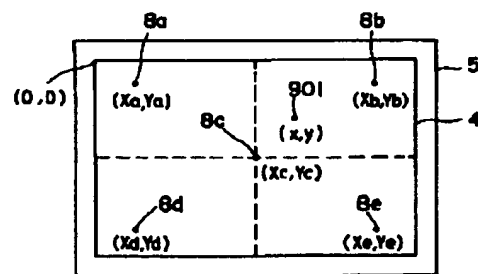 8a 8b
5
(0,0) (Xa,Ya) 901 (Xb,Yb)
8c (x,y) 4
(Xc,Yc)
8d 8e
(Xd,Yd) (Xe,Ye)